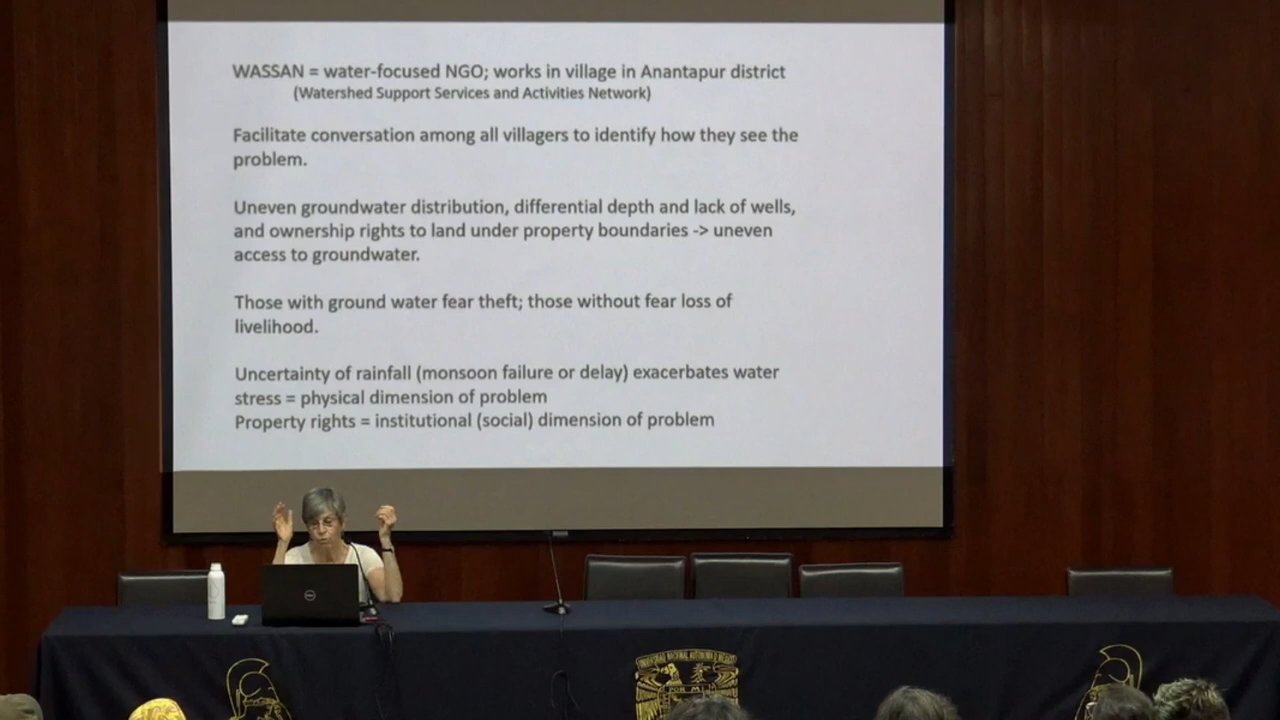 WASSAN = water-focused NGO; works in village in Anantapur district
(Watershed Support Services and Activities Network)
Facilitate conversation among all villagers to identify how they see the
problem.
Uneven groundwater distribution, differential depth and lack of wells,
and ownership rights to land under property boundaries -> uneven
access to groundwater.
Those with ground water fear theft; those without fear loss of
livelihood.
Uncertainty of rainfall (monsoon failure or delay) exacerbates water
stress = physical dimension of problem
Property rights = institutional (social) dimension of problem
DELL
POR MI